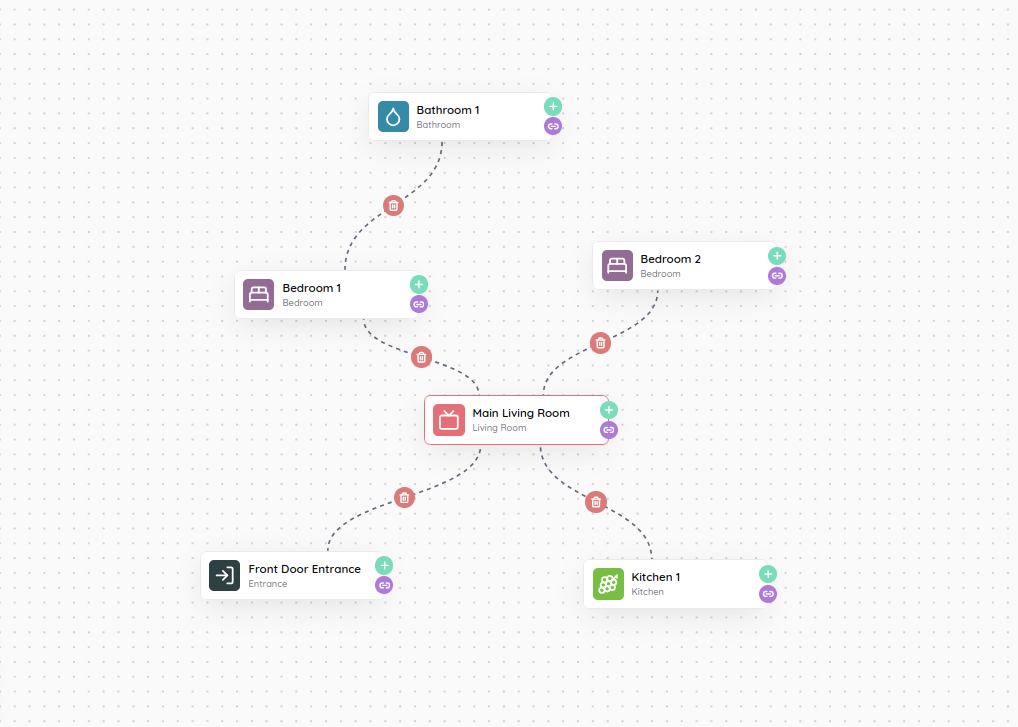 Bathroom 1
Bathroom
Bedroom 2
Bedroom
Bedroom 1
Bedroom
Main Living Room
Living Room
Front Door Entrance
Entrance
Kitchen 1
Kitchen